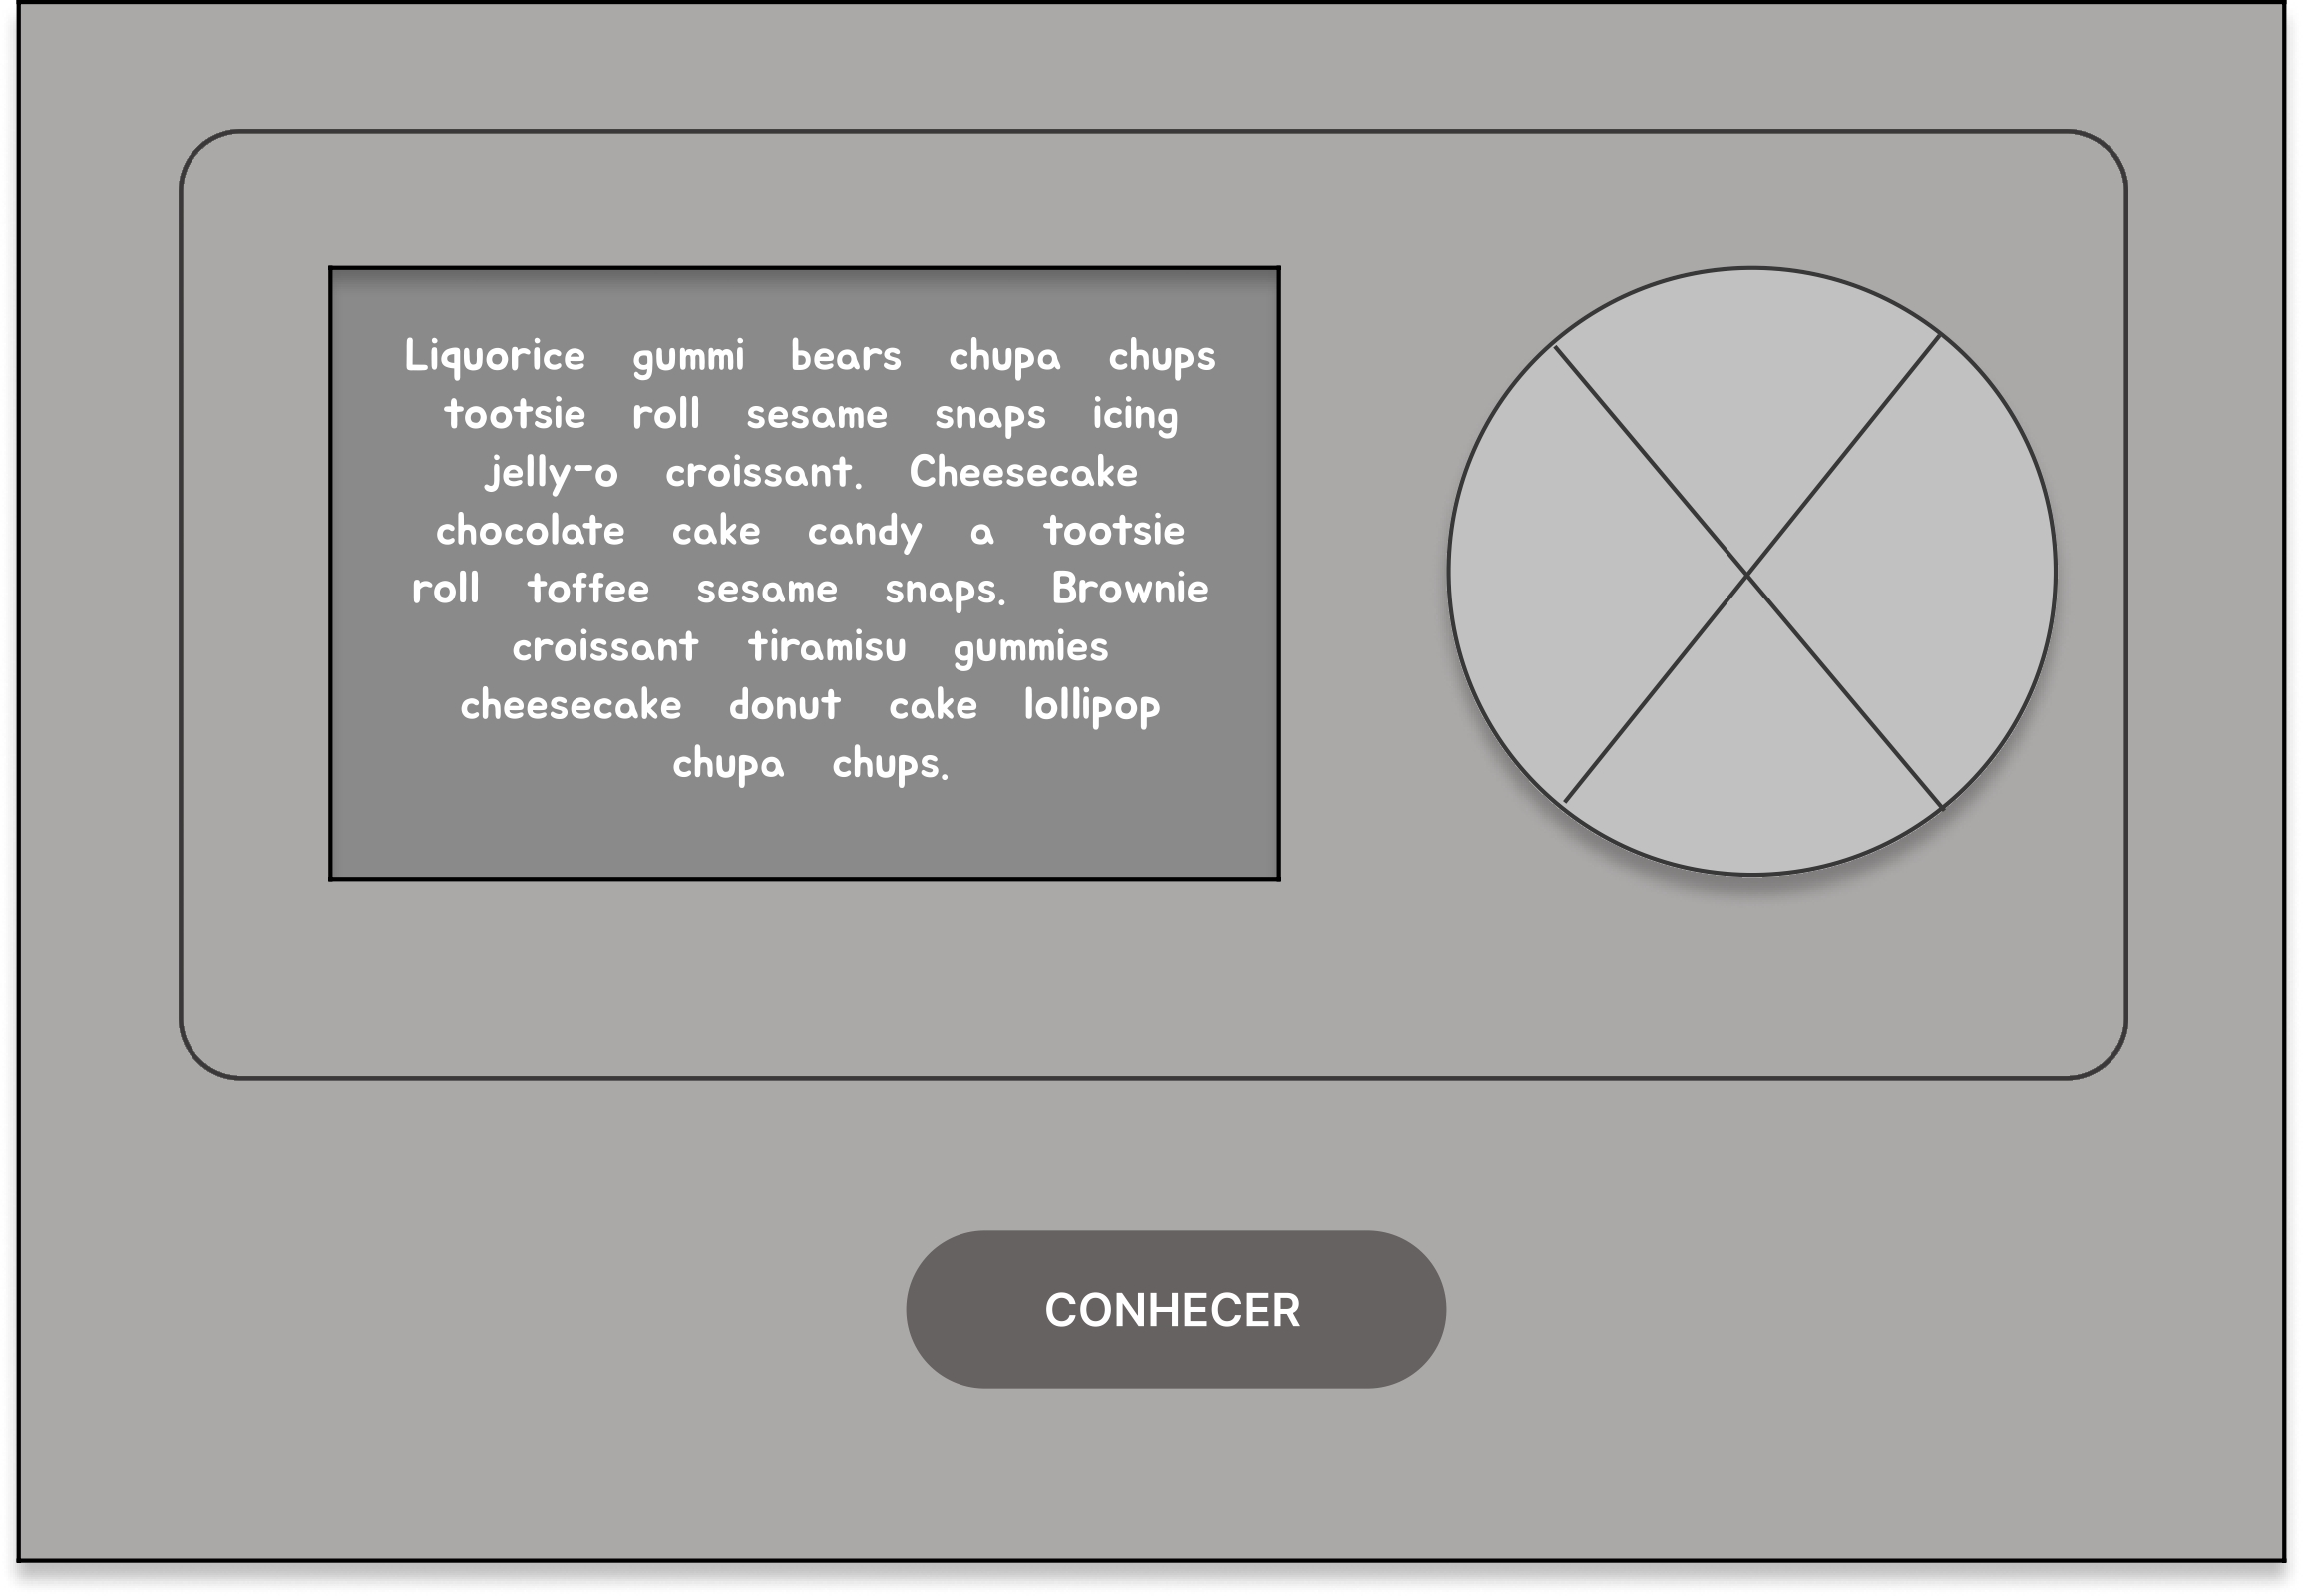 Liquorice gummi bears chupa chups
tootsie roll sesame snaps icing
jelly-o croissant. Cheesecake
chocolate cake candy a tootsie
roll toffee sesame snaps. Brownie
croissant tiramisu gummies
cheesecake donut cake lollipop
chupa chups.
CONHECER